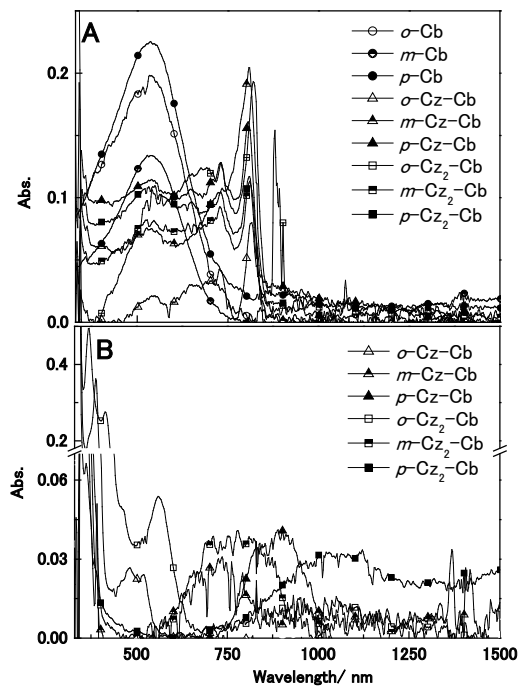 A
o-Cb
m-Cb
p-Cb
o-Cz-Cb
m-Cz-Cb
p-Cz-Cb
o-Cz2-Cb
m-Cz2-Cb
p-Cz2-Cb
0.2
0.1
0.0
Abs.
B
o-Cz-Cb
m-Cz-Cb
p-Cz-Cb
o-Cz2-Cb
m-Cz2-Cb
p-Cz2-Cb
0.4
0.2
0.06
0.03
0.00
Abs.
500 750 1000 1250 1500
Wavelength/ nm